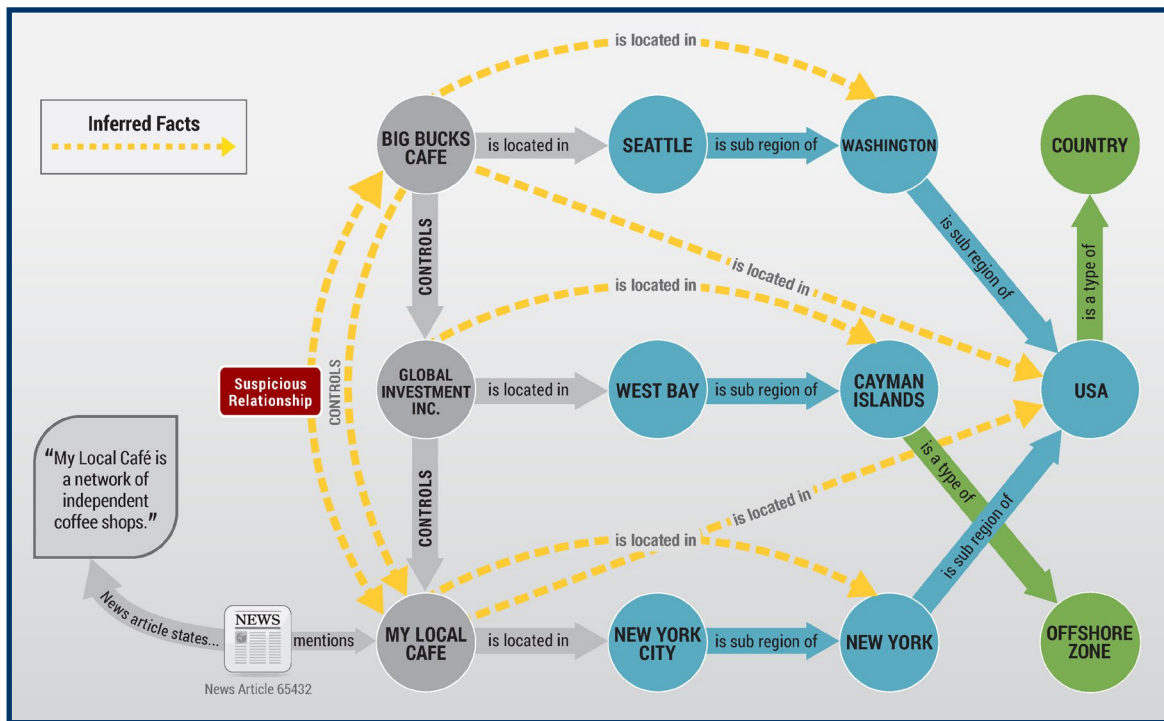 Inferred Facts
is located in
BIG BUCKS
CAFE
is located in
SEATTLE
is sub region of
WASHINGTON
COUNTRY
CONTROLS
is located in
is sub region of
is a type of
is located in
Suspicious
Relationship
CONTROLS
GLOBAL
INVESTMENT
INC.
is located in
WEST BAY
is sub region of
CAYMAN
ISLANDS
USA
“My Local Café is
a network of
independent
coffee shops.”
CONTROLS
is located in
is located in
is a type of
is sub region of
News article states...
NEWS
mentions
MY LOCAL
CAFE
is located in
NEW YORK
CITY
is sub region of
NEW YORK
OFFSHORE
ZONE
News Article 65432